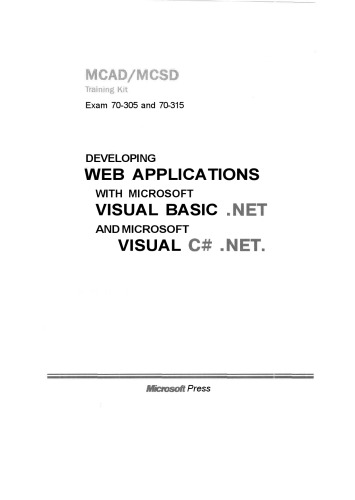 MCAD/MCSD
Training Kit
Exam 70-305 and 70-315
DEVELOPING
WEB APPLICATIONS
WITH MICROSOFT
VISUAL BASIC .NET
AND MICROSOFT
VISUAL C# .NET.
Microsoft Press